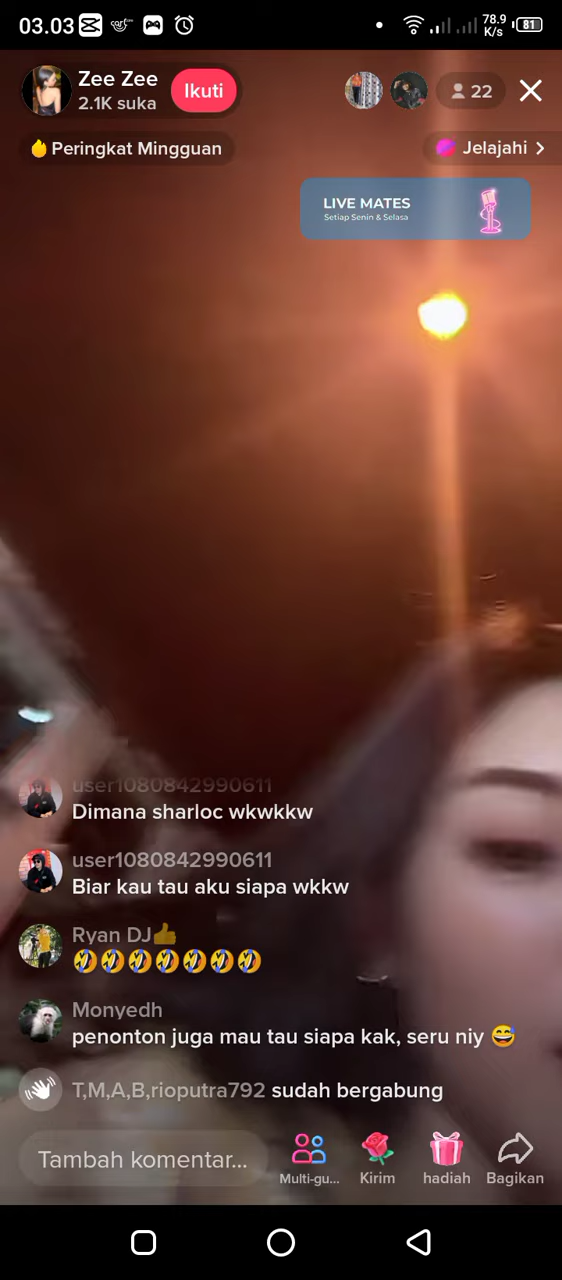 03.03
78.9
K/s
81
Zee Zee
2.1K suka
Ikuti
22
Peringkat Mingguan
Jelajahi
LIVE MATES
Setiap Senin & Selasa
user1080842990611
Dimana sharloc wkwkkw
user1080842990611
Biar kau tau aku siapa wkkw
Ryan DJ👍
🤣🤣🤣🤣🤣🤣🤣
Monyedh
penonton juga mau tau siapa kak, seru niy 😅
T,M,A,B,rioputra792 sudah bergabung
Tambah komentar...
Multi-gu...
Kirim
hadiah
Bagikan